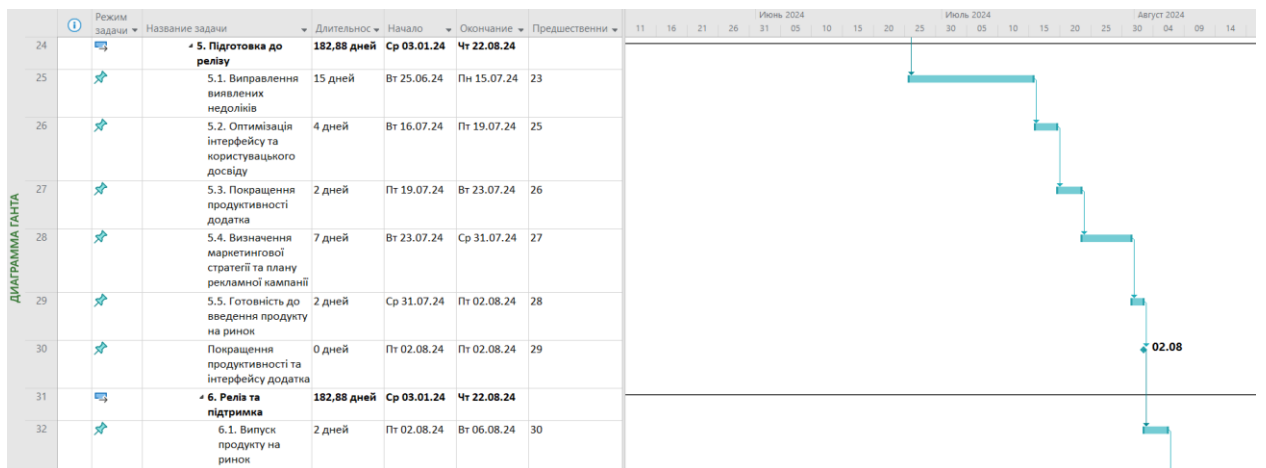 Режим задачи Название задачи Длительнос Начало Окончание Предшественни
Июнь 2024 Июль 2024 Август 2024
11 16 21 26 31 05 10 15 20 25 30 05 10 15 20 25 30 04 09 14
ДИАГРАММА ГАНТА
24 5. Підготовка до 182,88 дней Ср 03.01.24 Чт 22.08.24
релізу
25 5.1. Виправлення 15 дней Вт 25.06.24 Пн 15.07.24 23
виявлених
недоліків
26 5.2. Оптимізація 4 дней Вт 16.07.24 Пт 19.07.24 25
інтерфейсу та
користувацького
досвіду
27 5.3. Покращення 2 дней Пт 19.07.24 Вт 23.07.24 26
продуктивності
додатка
28 5.4. Визначення 7 дней Вт 23.07.24 Ср 31.07.24 27
маркетингової
стратегії та плану
рекламної кампанії
29 5.5. Готовність до 2 дней Ср 31.07.24 Пт 02.08.24 28
введення продукту
на ринок
30 Покращення 0 дней Пт 02.08.24 Пт 02.08.24 29 02.08
продуктивності та
інтерфейсу додатка
31 6. Реліз та 182,88 дней Ср 03.01.24 Чт 22.08.24
підтримка
32 6.1. Випуск 2 дней Пт 02.08.24 Вт 06.08.24 30
продукту на
ринок